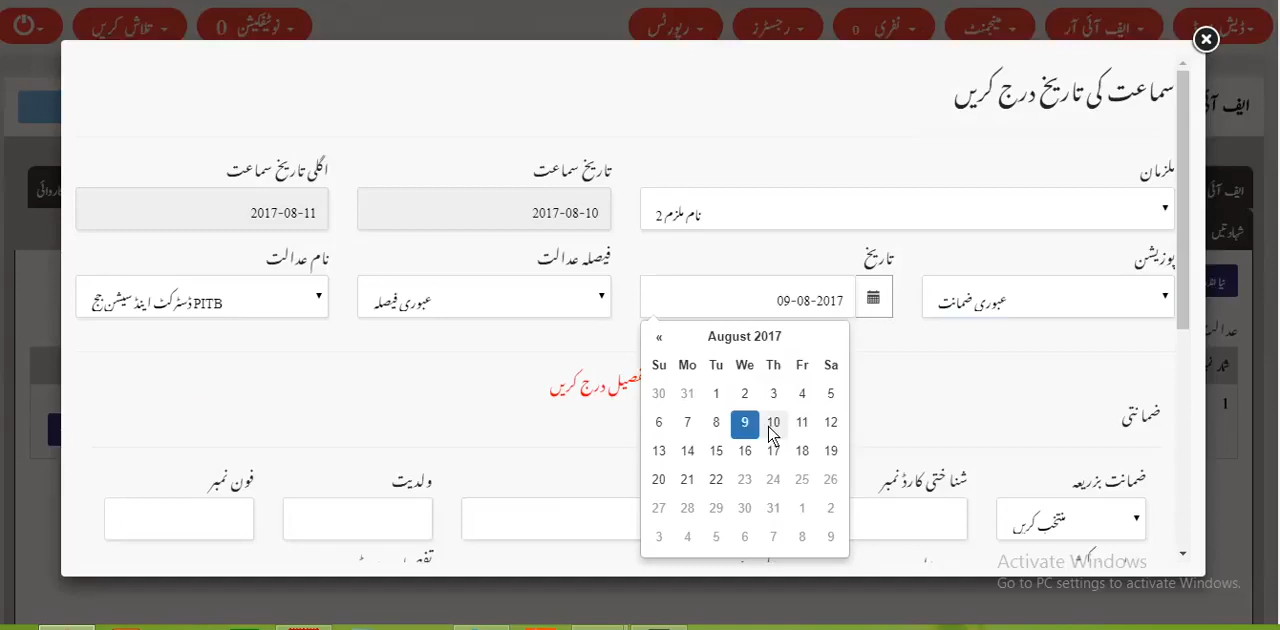 ایف آئی آر
مینجمنٹ
نفری 0
رجسٹرز
رپورٹس
نوٹیفکیشن 0
تلاش کریں
سماعت کی تاریخ درج کریں
ملزمان
تاریخ سماعت
اگلی تاریخ سماعت
نام ملزم 2
2017-08-10
2017-08-11
پوزیشن
تاریخ
فیصلہ عدالت
نام عدالت
عبوری ضمانت
09-08-2017
عبوری فیصلہ
PITB ڈسٹرکٹ اینڈ سیشن جج
« August 2017
Su Mo Tu We Th Fr Sa
30 31 1 2 3 4 5
6 7 8 9 10 11 12
13 14 15 16 17 18 19
20 21 22 23 24 25 26
27 28 29 30 31 1 2
3 4 5 6 7 8 9
درج کریں
ضمانتی
ضمانت بزریعہ
شناختی کارڈ نمبر
ولدیت
فون نمبر
منتخب کریں
1
Activate Windows
Go to PC settings to activate Windows.